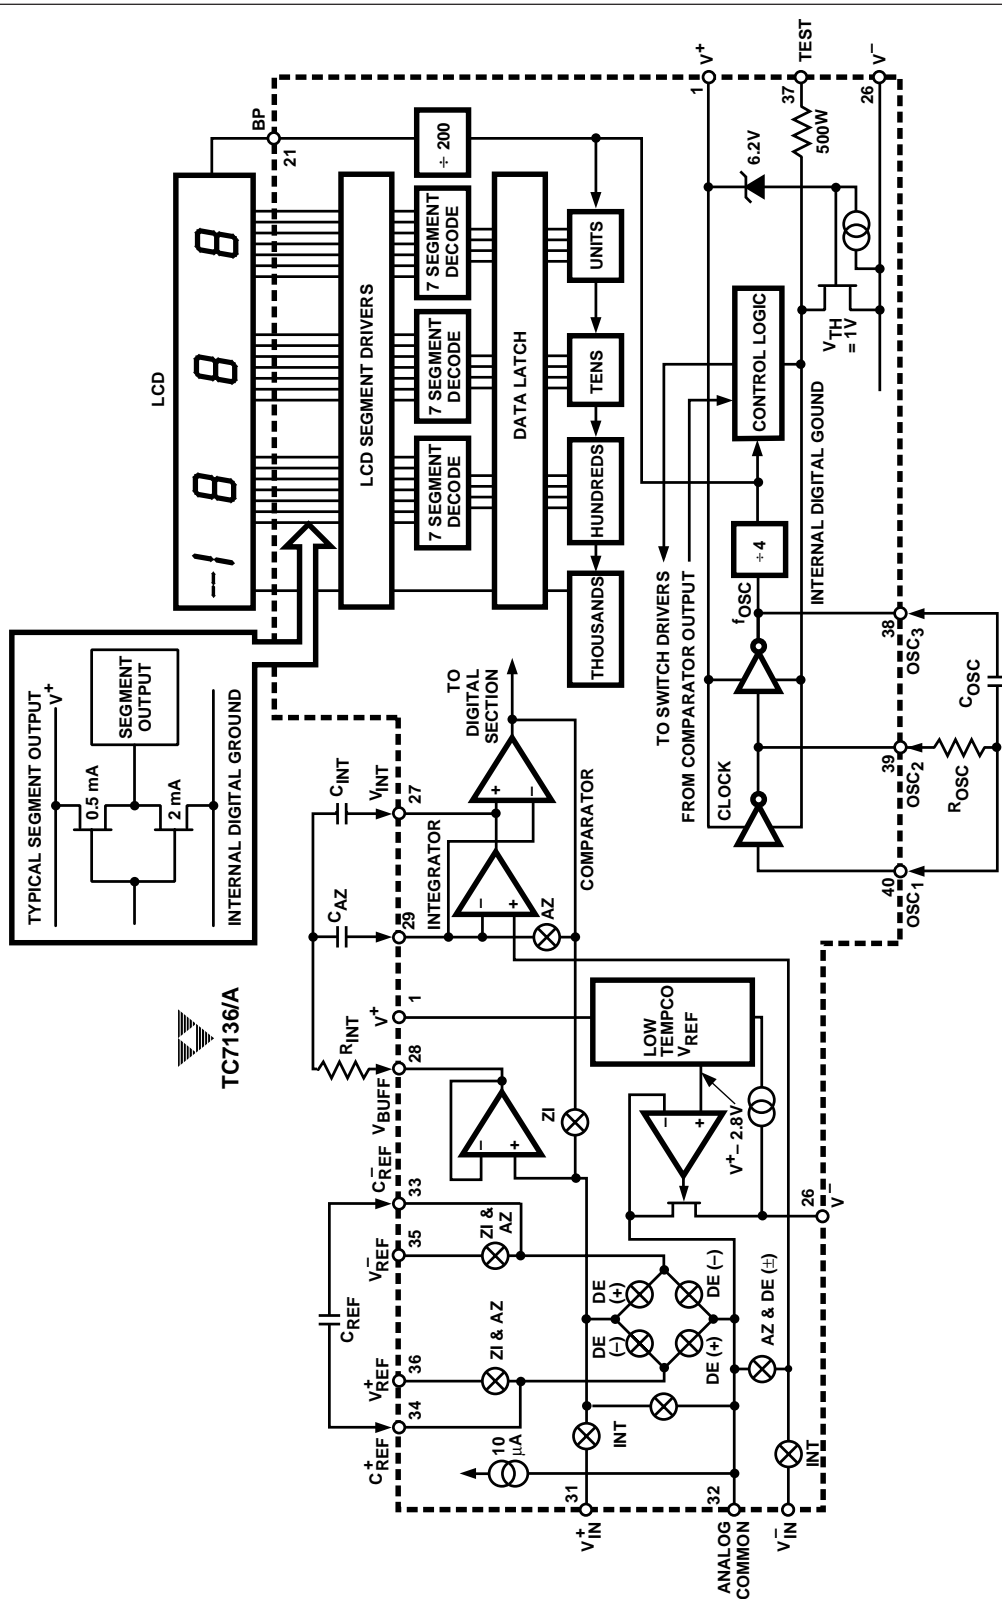 TC7136/A
TYPICAL SEGMENT OUTPUT
V+
0.5 mA
2 mA
SEGMENT
OUTPUT
INTERNAL DIGITAL GROUND
LCD
BP
21
LCD SEGMENT DRIVERS
7 SEGMENT
DECODE
7 SEGMENT
DECODE
7 SEGMENT
DECODE
÷ 200
DATA LATCH
THOUSANDS
HUNDREDS
TENS
UNITS
TO SWITCH DRIVERS
FROM COMPARATOR OUTPUT
CLOCK
fOSC
÷ 4
CONTROL LOGIC
INTERNAL DIGITAL GOUND
VTH
= 1V
6.2V
500W
1
V+
37
TEST
26
V–
40
OSC1
39
OSC2
38
OSC3
ROSC
COSC
CREF
RINT
CAZ
CINT
C+REF
34
V+REF
36
V–REF
35
C–REF
33
VBUFF
28
V+
1
29
VINT
27
INTEGRATOR
TO
DIGITAL
SECTION
COMPARATOR
+
–
–
+
–
+
AZ
ZI
ZI & AZ
ZI &
AZ
10
µA
31
V+IN
INT
INT
DE
(–)
DE
(+)
DE (+)
DE (–)
AZ & DE (±)
32
ANALOG
COMMON
V–IN
INT
–
+
LOW
TEMPCO
VREF
V+ – 2.8V
26
V–